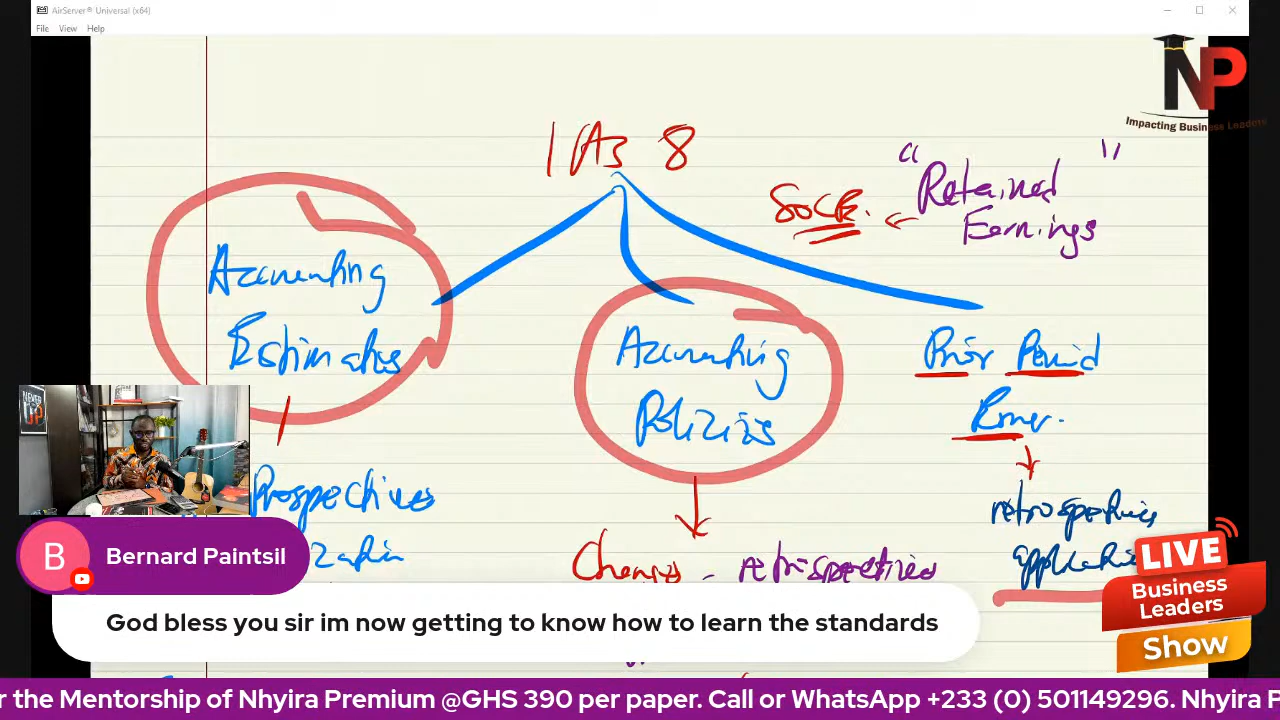 AirServer® Universal (x64)
File View Help
NP
Impacting Business Leaders
IAS 8
"Retained
Earnings"
SOCE.
Accounting
Estimates
Accounting
Policies
Prior Period
Error.
Prospective
retrospective
application
Changes - retrospective
NEVER
UP
B
Bernard Paintsil
God bless you sir im now getting to know how to learn the standards
LIVE
Business
Leaders
Show
r the Mentorship of Nhyira Premium @GHS 390 per paper. Call or WhatsApp +233 (0) 501149296. Nhyira P